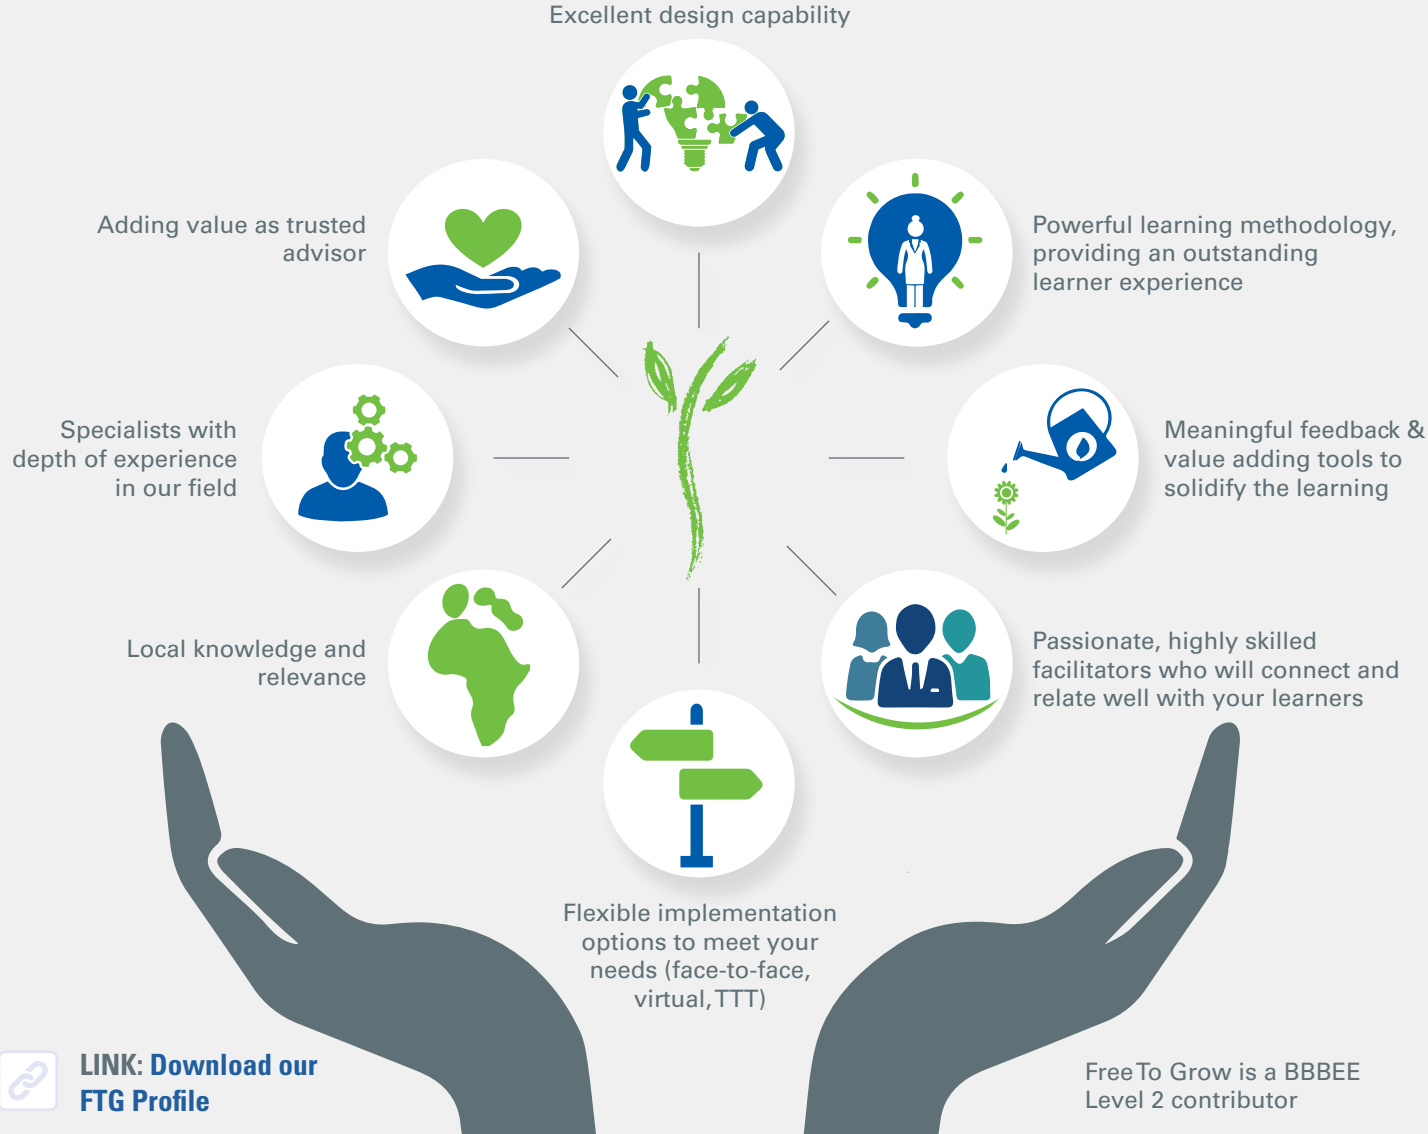 Excellent design capability
Adding value as trusted
advisor
Powerful learning methodology,
providing an outstanding
learner experience
Specialists with
depth of experience
in our field
Meaningful feedback &
value adding tools to
solidify the learning
Local knowledge and
relevance
Passionate, highly skilled
facilitators who will connect and
relate well with your learners
Flexible implementation
options to meet your
needs (face-to-face,
virtual, TTT)
LINK: Download our
FTG Profile
Free To Grow is a BBBEE
Level 2 contributor